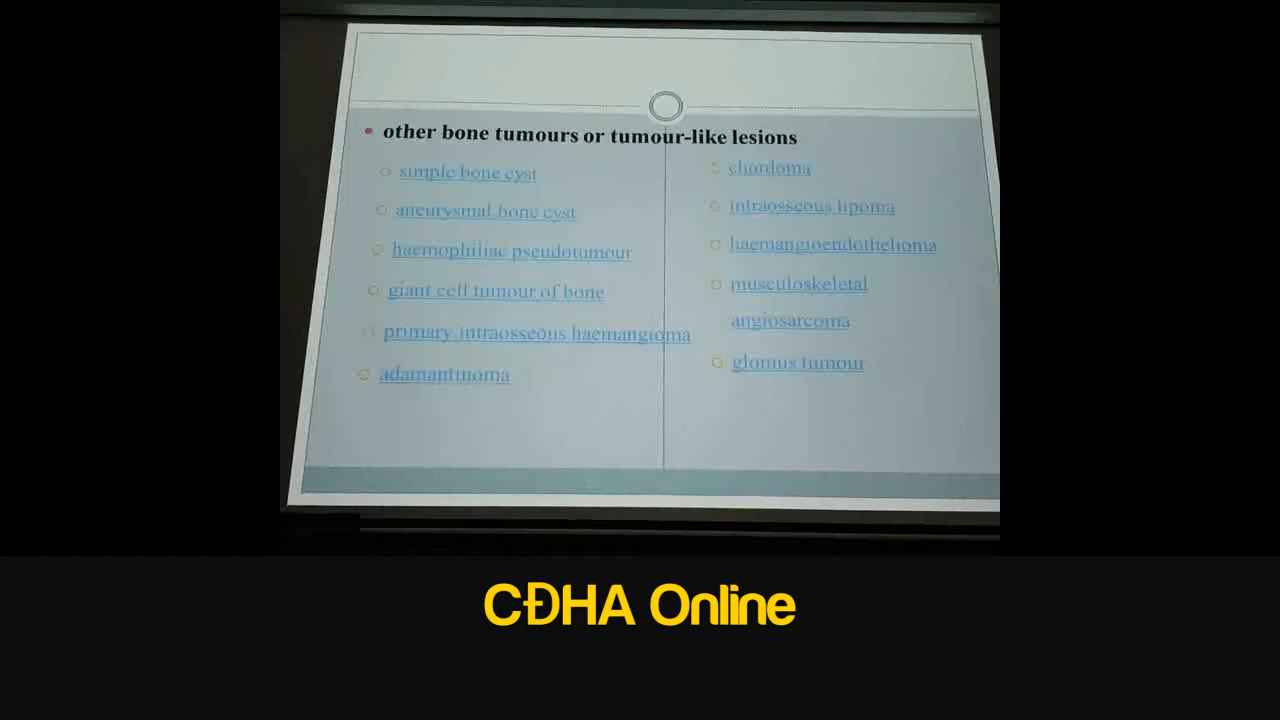 other bone tumours or tumour-like lesions
simple bone cyst
aneurysmal bone cyst
haemophiliac pseudotumour
giant cell tumour of bone
primary intraosseous haemangioma
adamantinoma
chordoma
intraosseous lipoma
haemangioendothelioma
musculoskeletal
angiosarcoma
glomus tumour
CĐHA Online